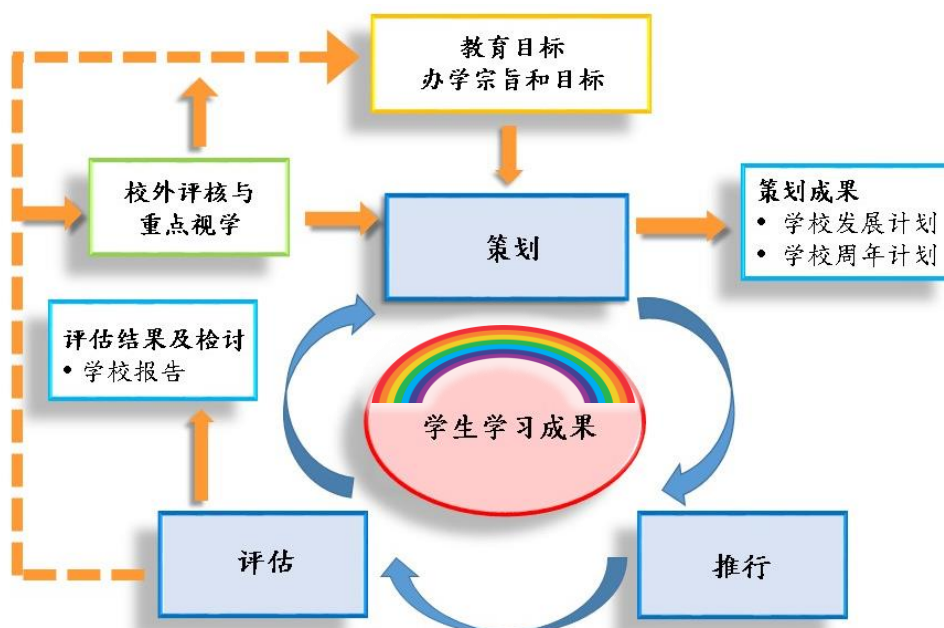 教育目标
办学宗旨和目标
校外评核与
重点视学
策划
策划成果
• 学校发展计划
• 学校周年计划
评估结果及检讨
• 学校报告
学生学习成果
评估
推行